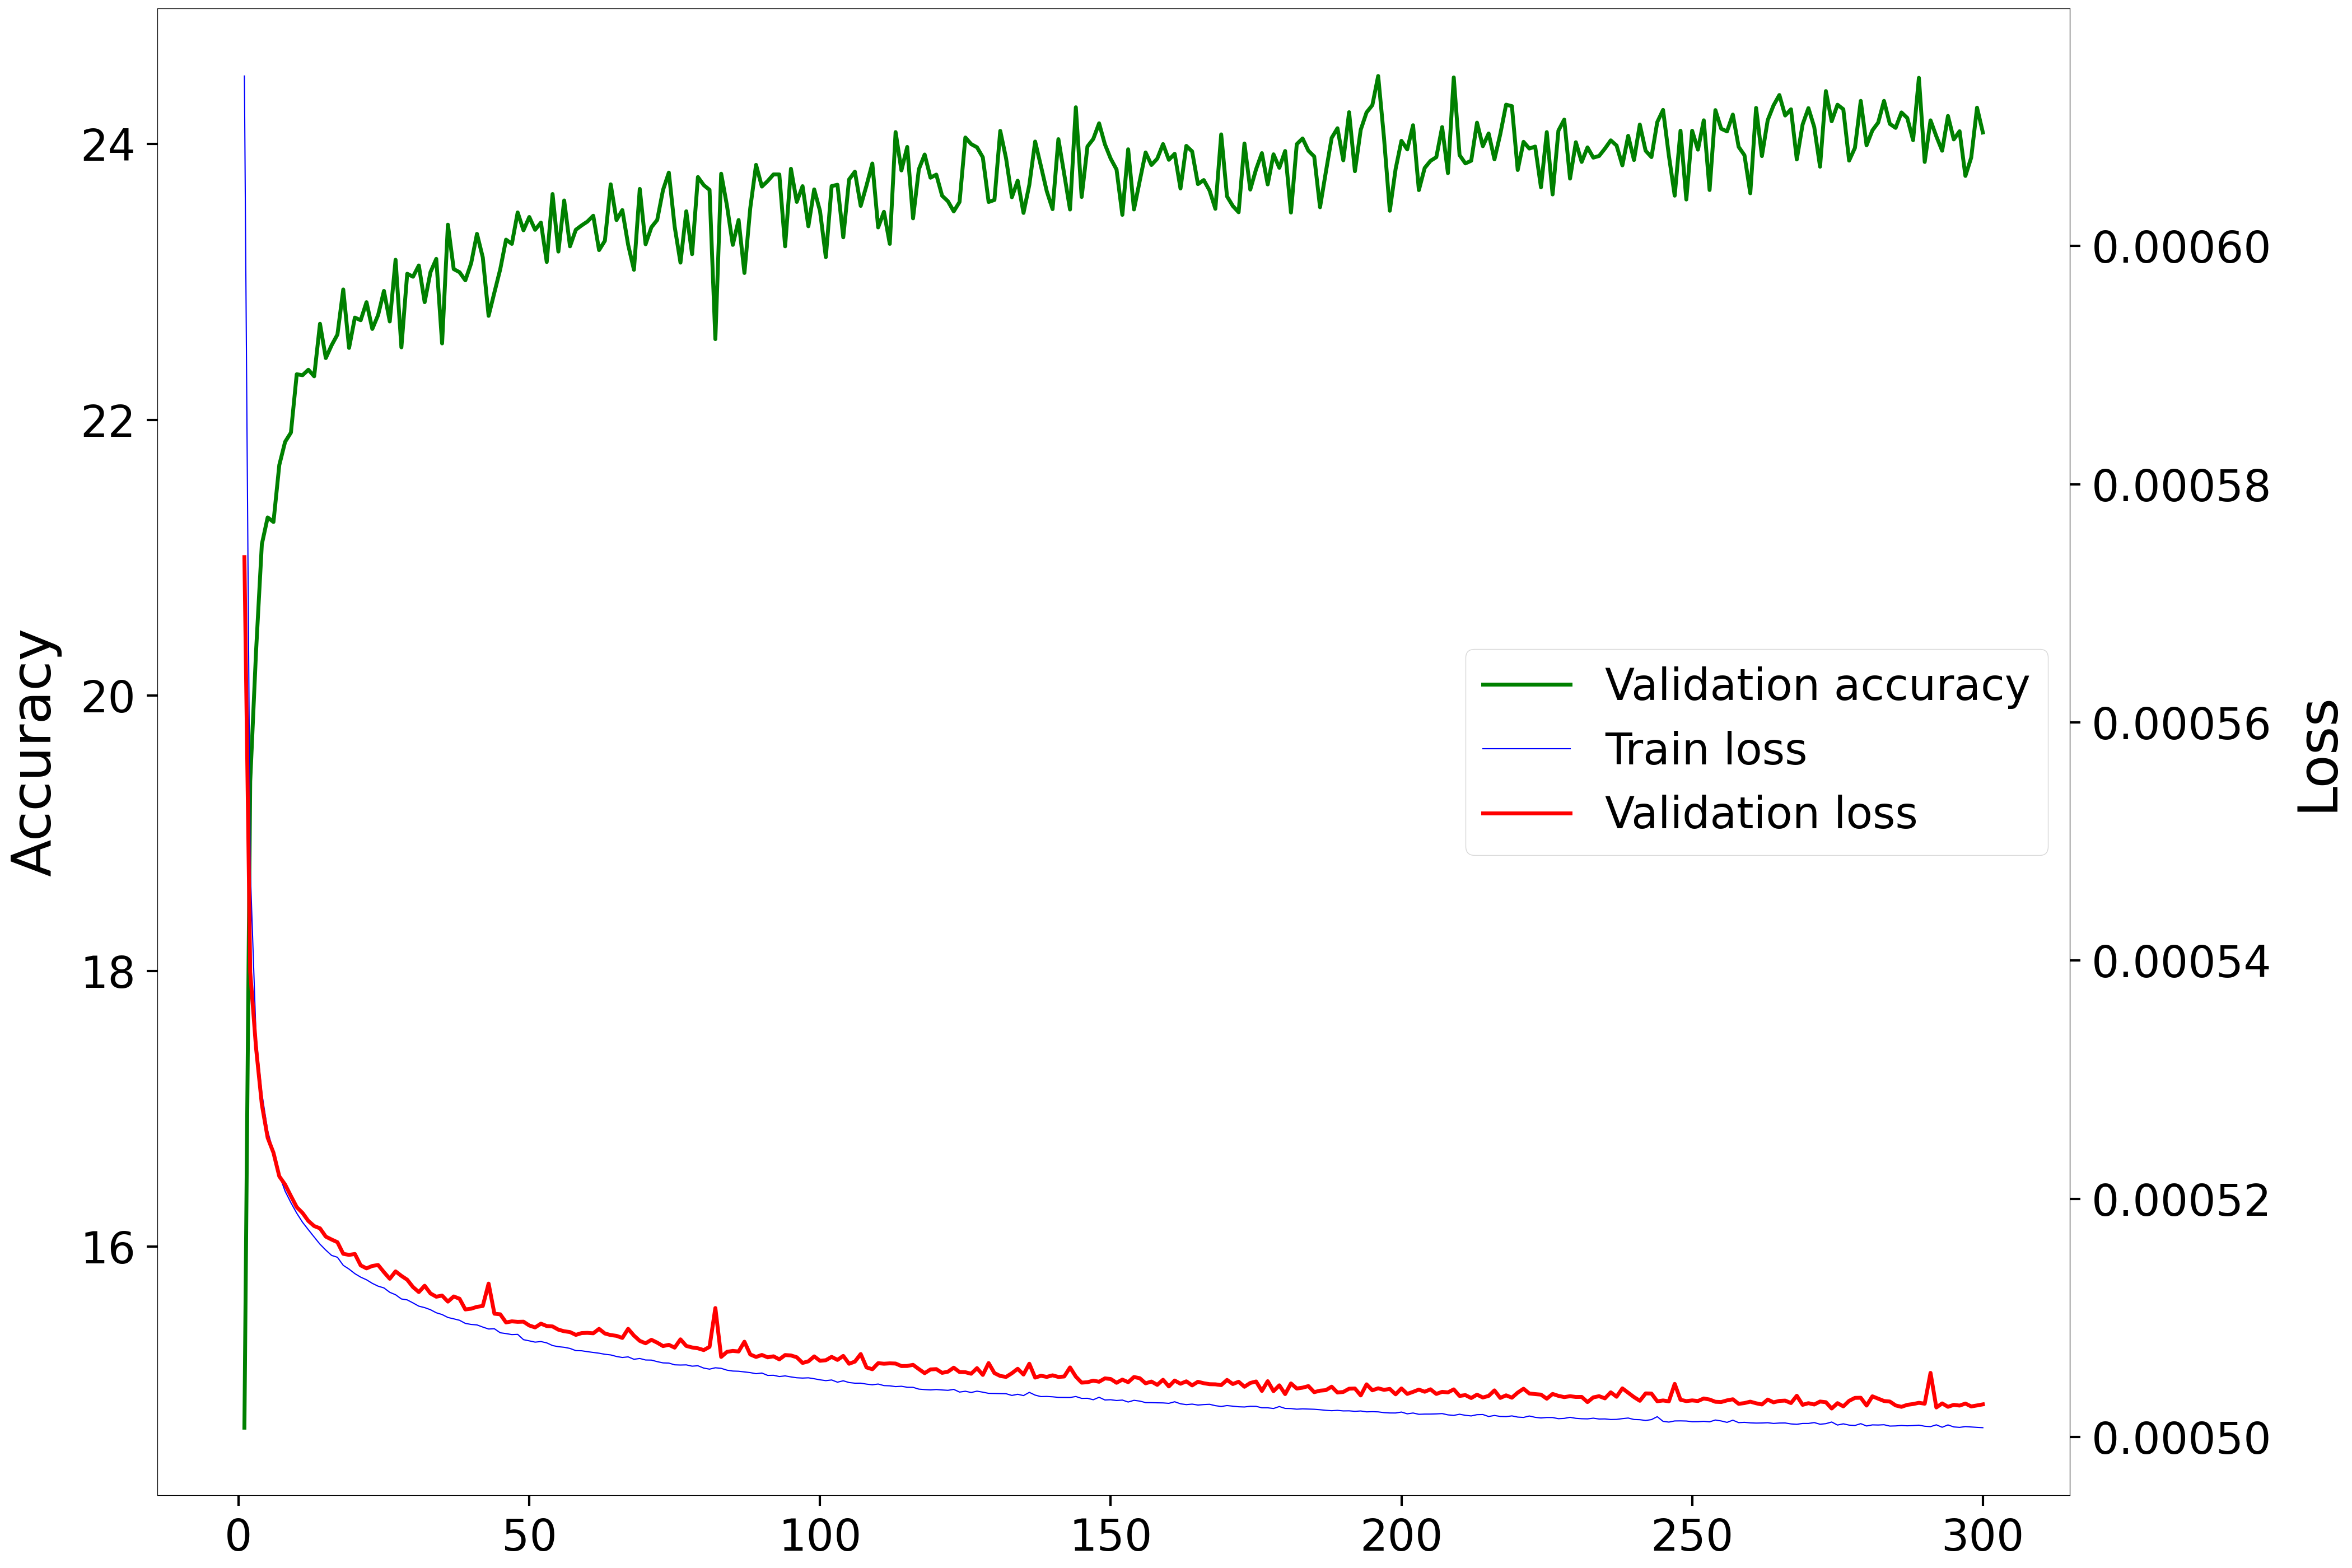 Accuracy
24
22
20
18
16
0.00060
0.00058
0.00056
0.00054
0.00052
0.00050
Loss
Validation accuracy
Train loss
Validation loss
0 50 100 150 200 250 300